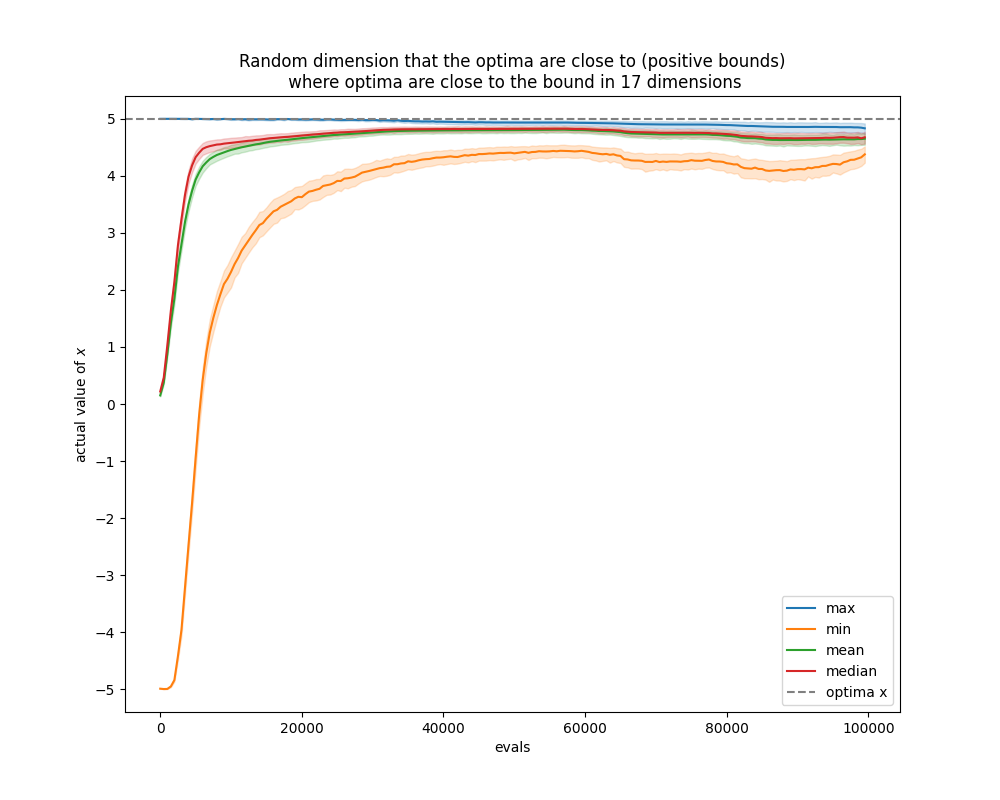 Random dimension that the optima are close to (positive bounds)
where optima are close to the bound in 17 dimensions
5
4
3
2
1
0
−1
−2
−3
−4
−5
actual value of x
0
20000
40000
60000
80000
100000
evals
max
min
mean
median
optima x